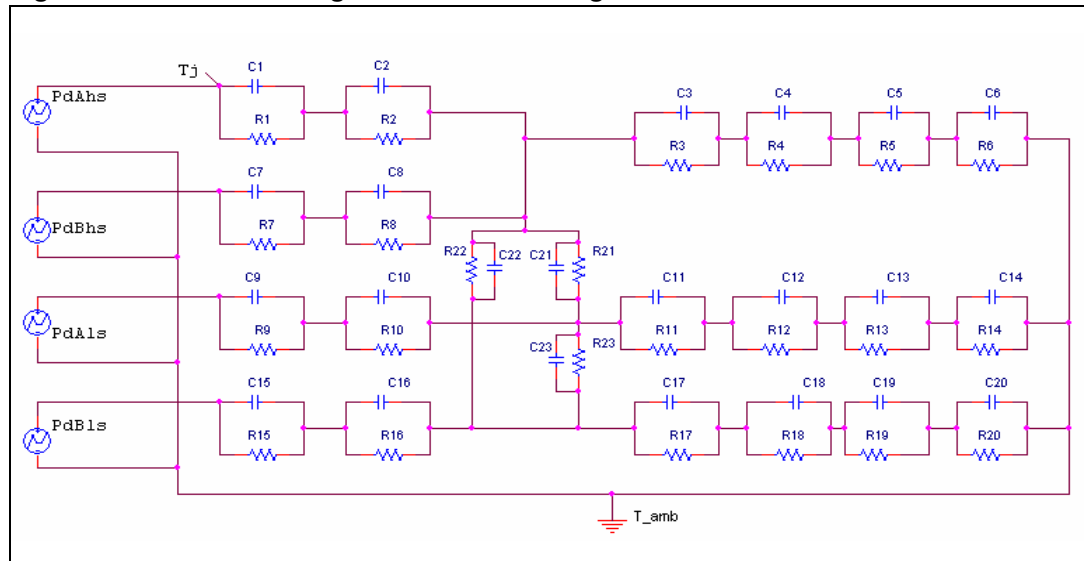 Tj
C1 C2
PdAhs
C3 C4 C5 C6
R1 R2
R3 R4 R5 R6
C7 C8
PdBhs
R7 R8
R22 C22 C21 R21
C9 C10 C11 C12 C13 C14
PdAls
R9 R10 R11 R12 R13 R14
C23 R23
C15 C16 C17 C18 C19 C20
PdBls
R15 R16 R17 R18 R19 R20
T_amb